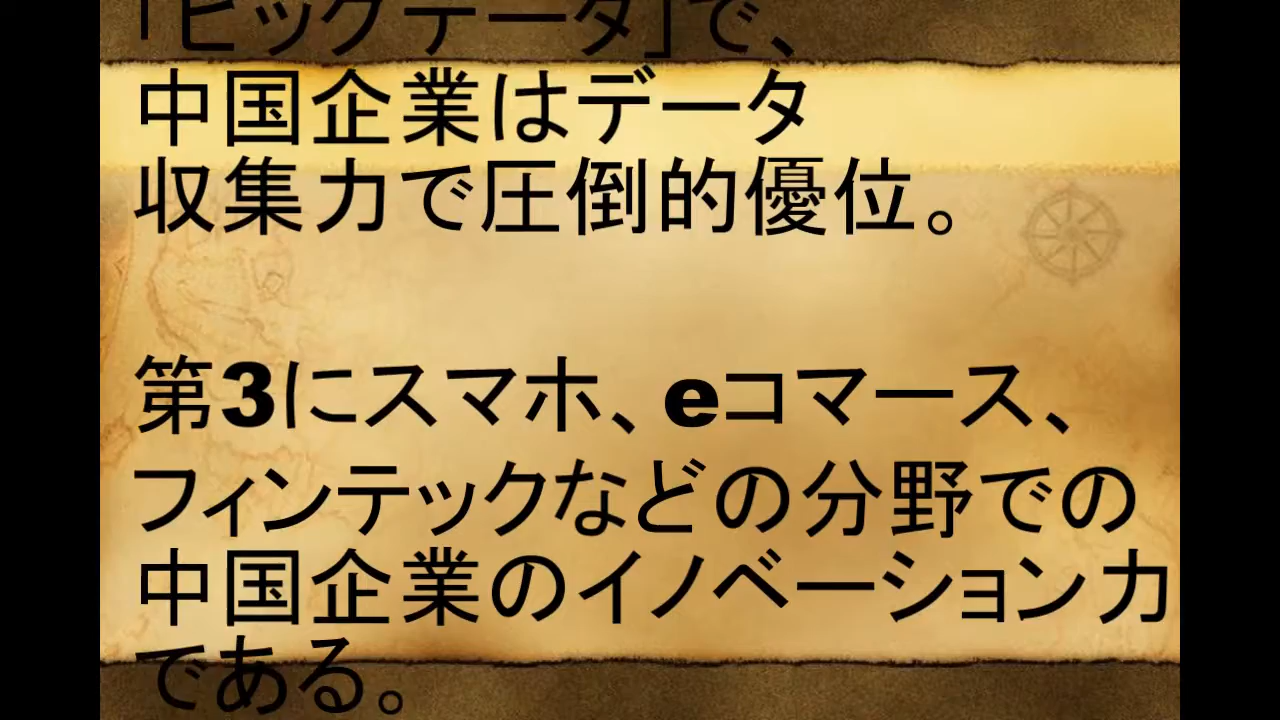 「ビッグデータ」で、
中国企業はデータ
収集力で圧倒的優位。
第3にスマホ、eコマース、
フィンテックなどの分野での
中国企業のイノベーション力
である。